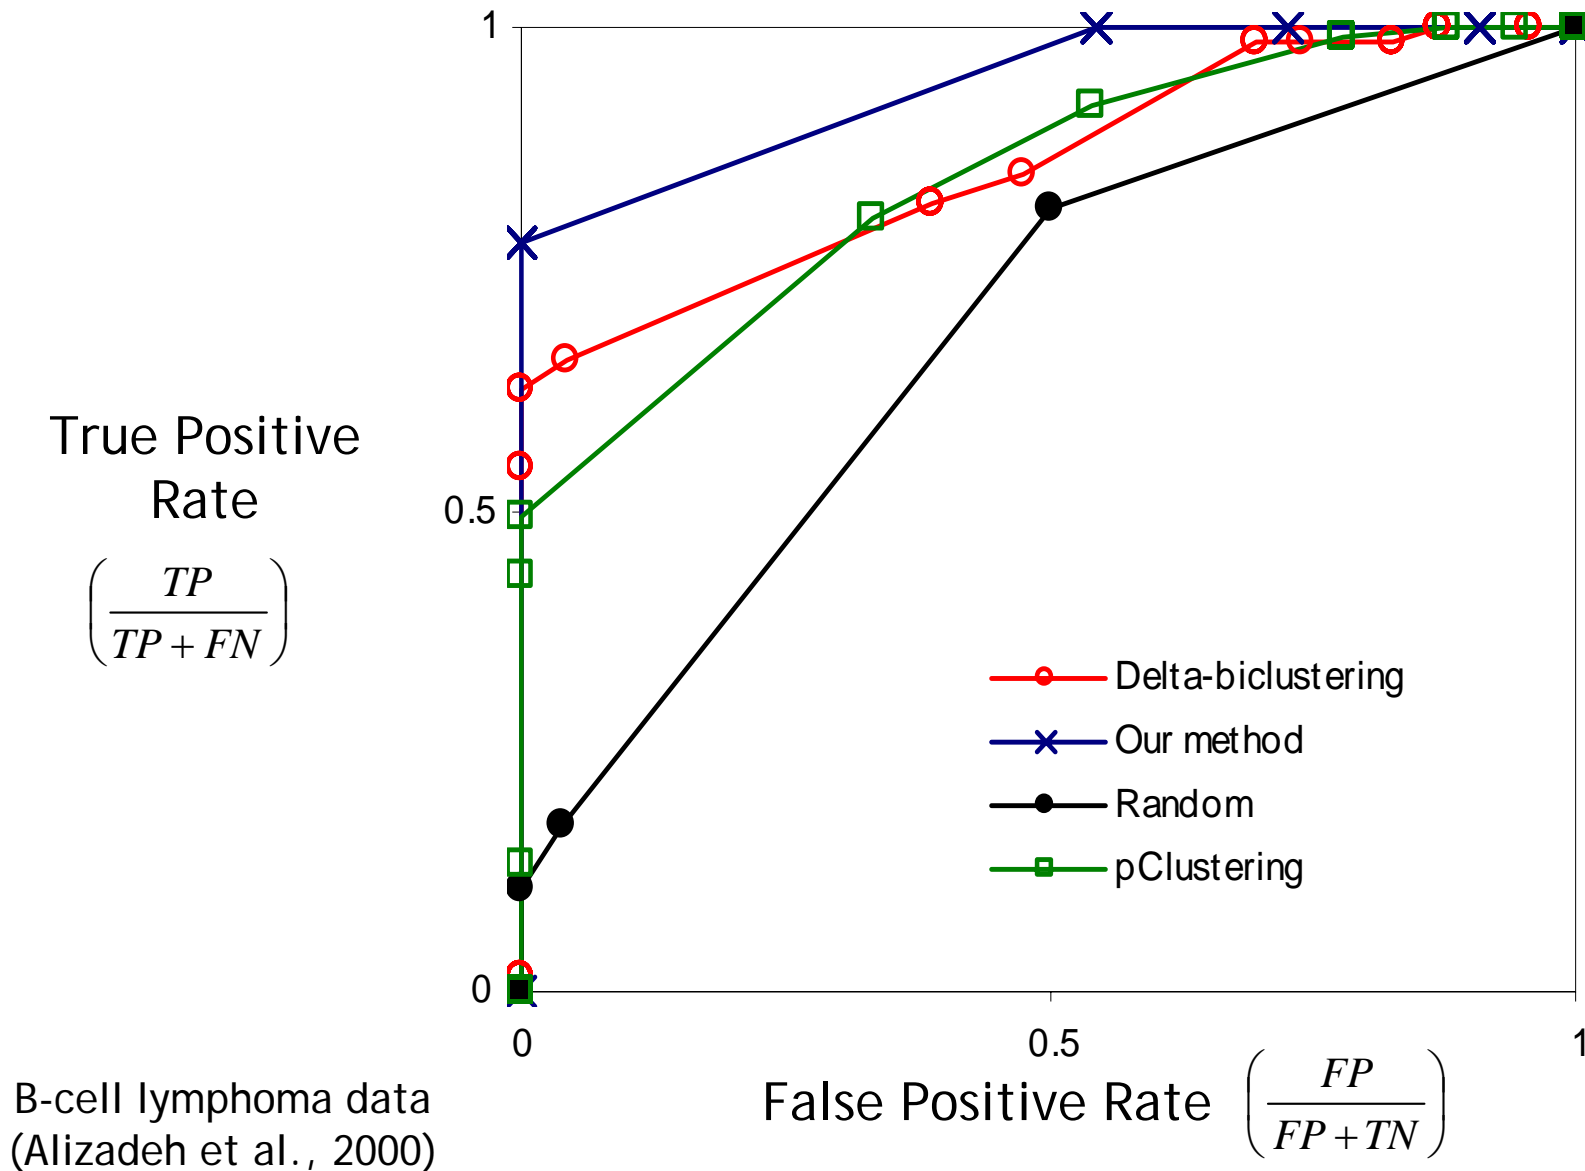 1
True Positive
Rate
0.5
TP
TP + FN
Delta-biclustering
Our method
Random
pClustering
0
0
0.5
1
False Positive Rate
FP
FP + TN
B-cell lymphoma data
(Alizadeh et al., 2000)